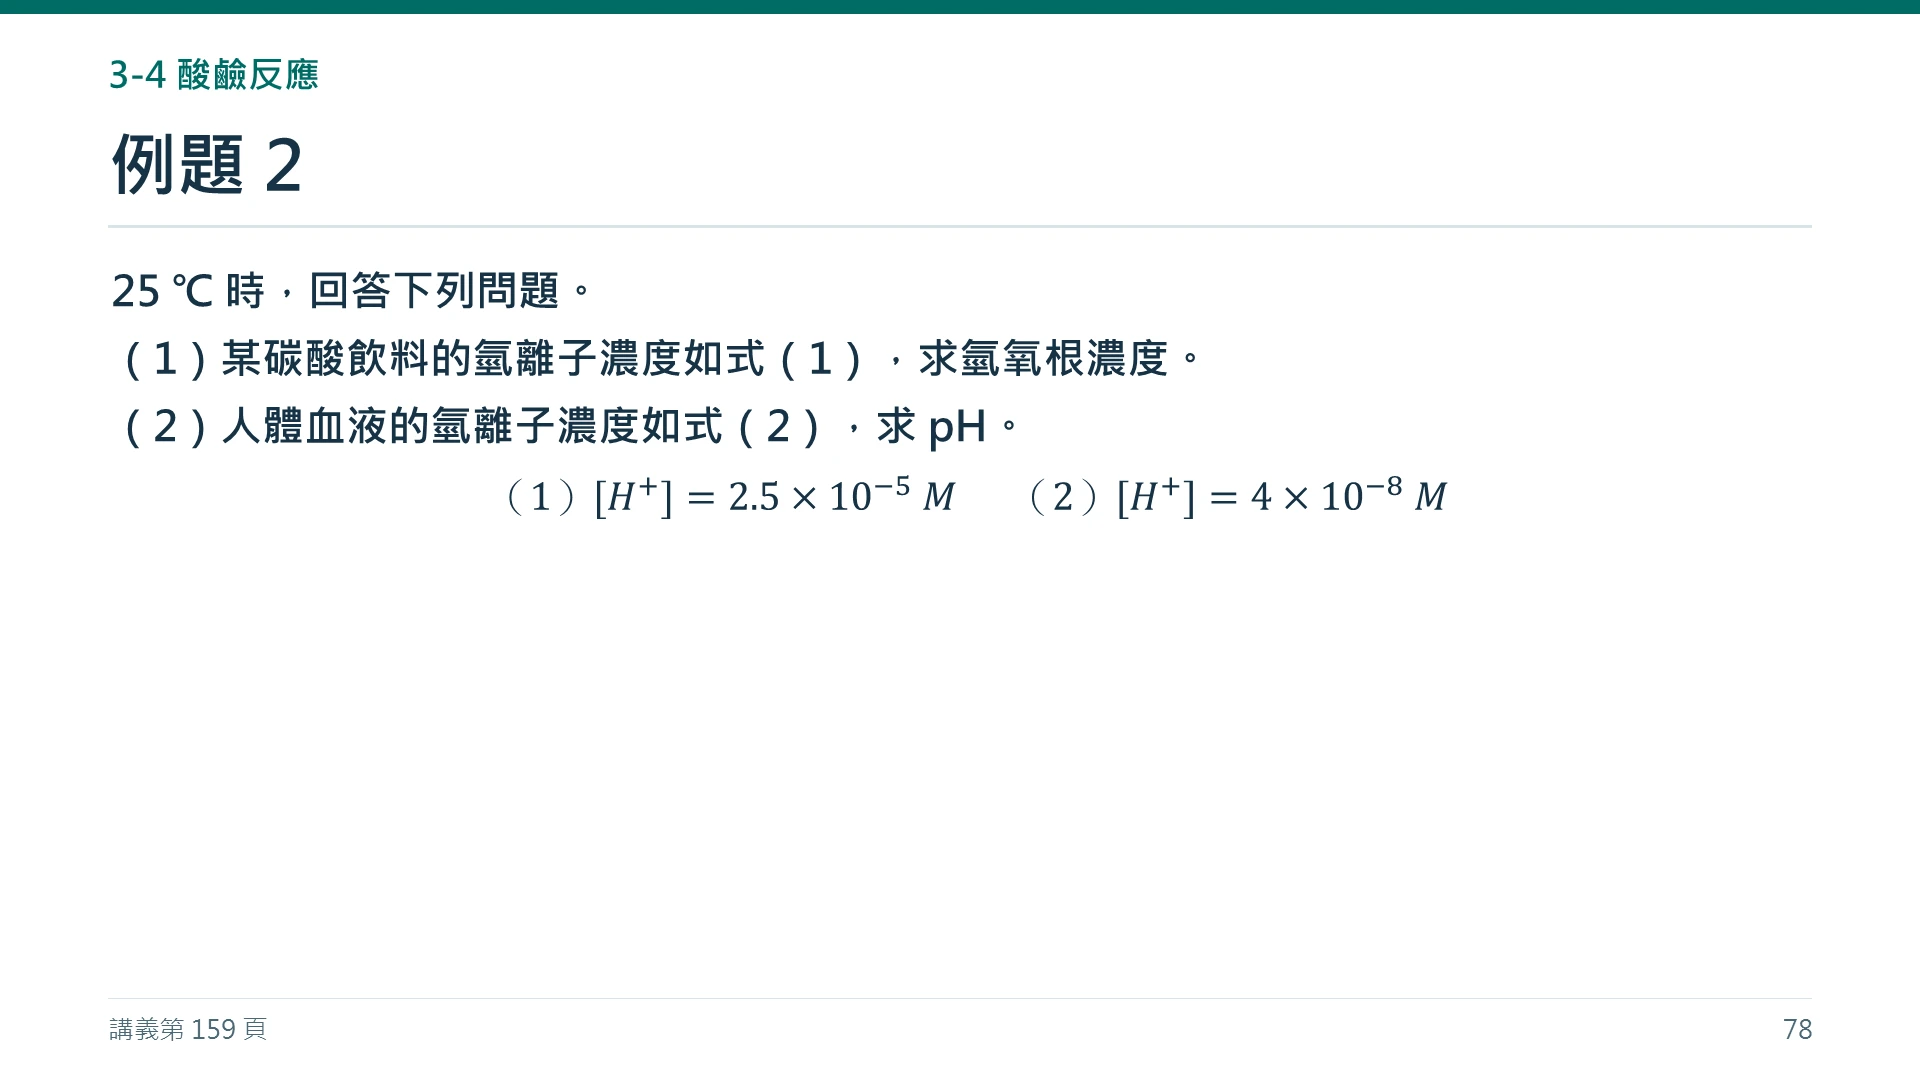 3-4 酸鹼反應
例題 2
25 ℃ 時，回答下列問題。
（1）某碳酸飲料的氫離子濃度如式（1），求氫氧根濃度。
（2）人體血液的氫離子濃度如式（2），求 pH。
（1）[H⁺] = 2.5 × 10⁻⁵ M （2）[H⁺] = 4 × 10⁻⁸ M
講義第 159 頁
78